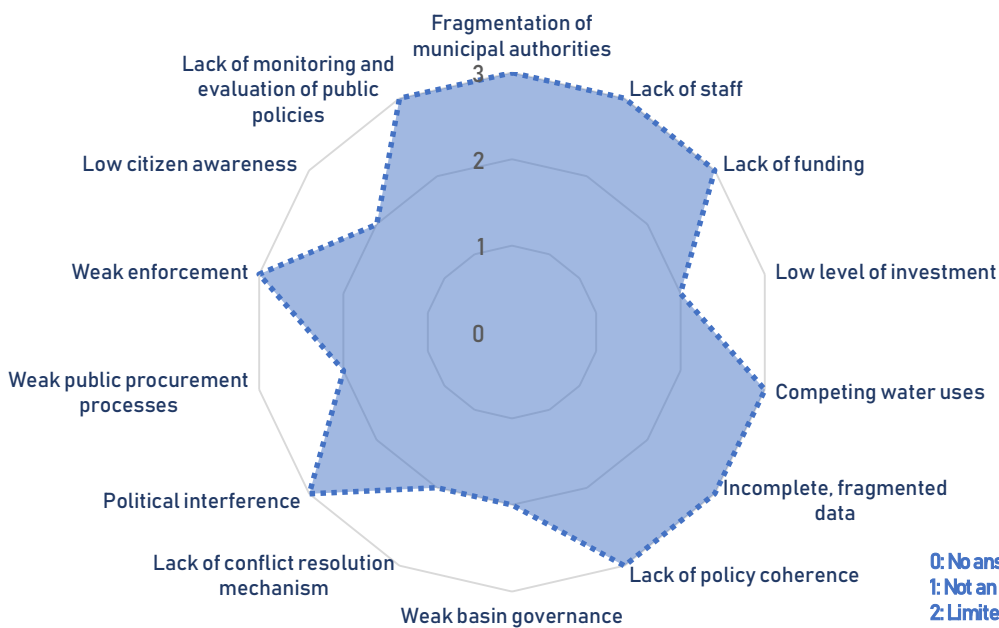 Fragmentation of
municipal authorities
Lack of monitoring and
evaluation of public
policies
3
Lack of staff
Low citizen awareness
2
Lack of funding
1
Weak enforcement
Low level of investment
0
Weak public procurement
processes
Competing water uses
Political interference
Incomplete, fragmented
data
Lack of conflict resolution
mechanism
Lack of policy coherence
Weak basin governance
0: No
1: Not an
2: